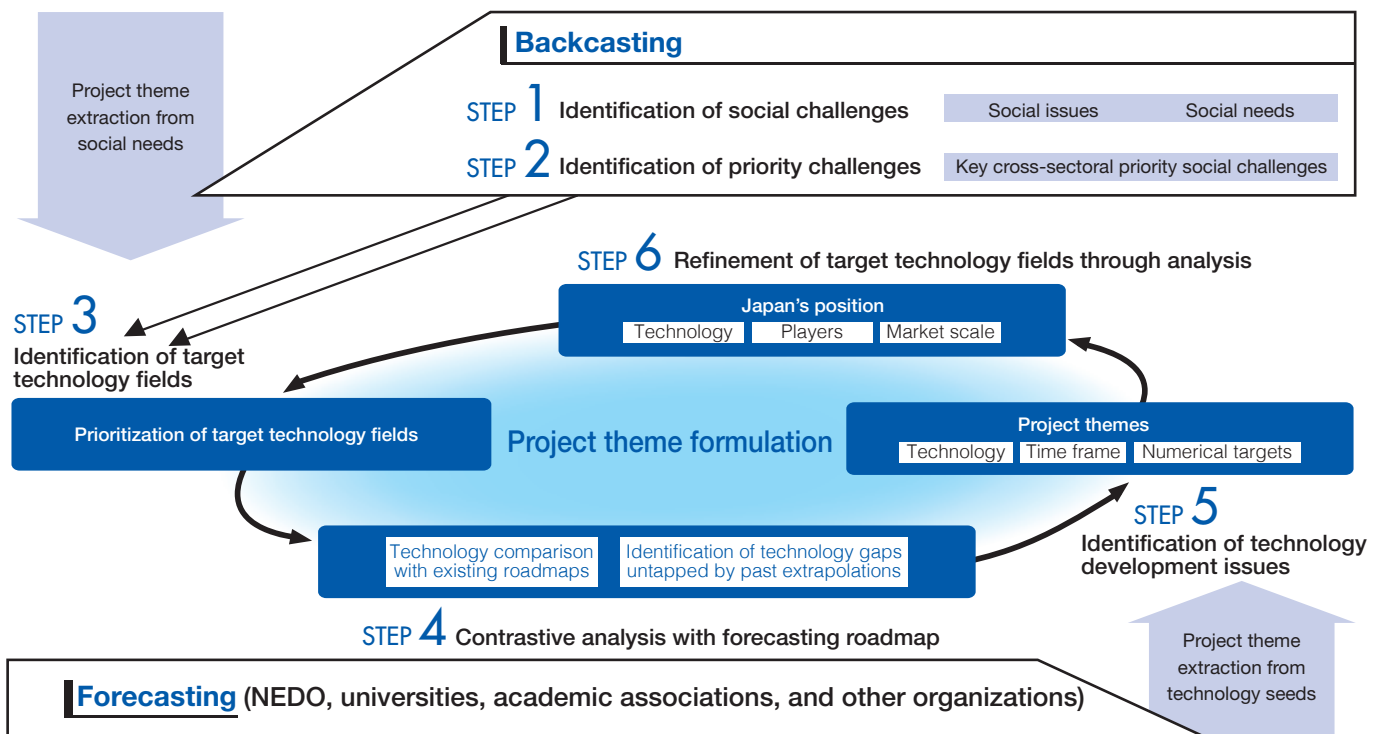 Project theme
extraction from
social needs
Backcasting
STEP 1 Identification of social challenges
Social issues Social needs
STEP 2 Identification of priority challenges
Key cross-sectoral priority social challenges
STEP 6 Refinement of target technology fields through analysis
Japan's position
Technology Players Market scale
STEP 3
Identification of target
technology fields
Prioritization of target technology fields
Project theme formulation
Project themes
Technology Time frame Numerical targets
STEP 5
Identification of technology
development issues
Technology comparison
with existing roadmaps
Identification of technology gaps
untapped by past extrapolations
STEP 4 Contrastive analysis with forecasting roadmap
Project theme
extraction from
technology seeds
Forecasting (NEDO, universities, academic associations, and other organizations)